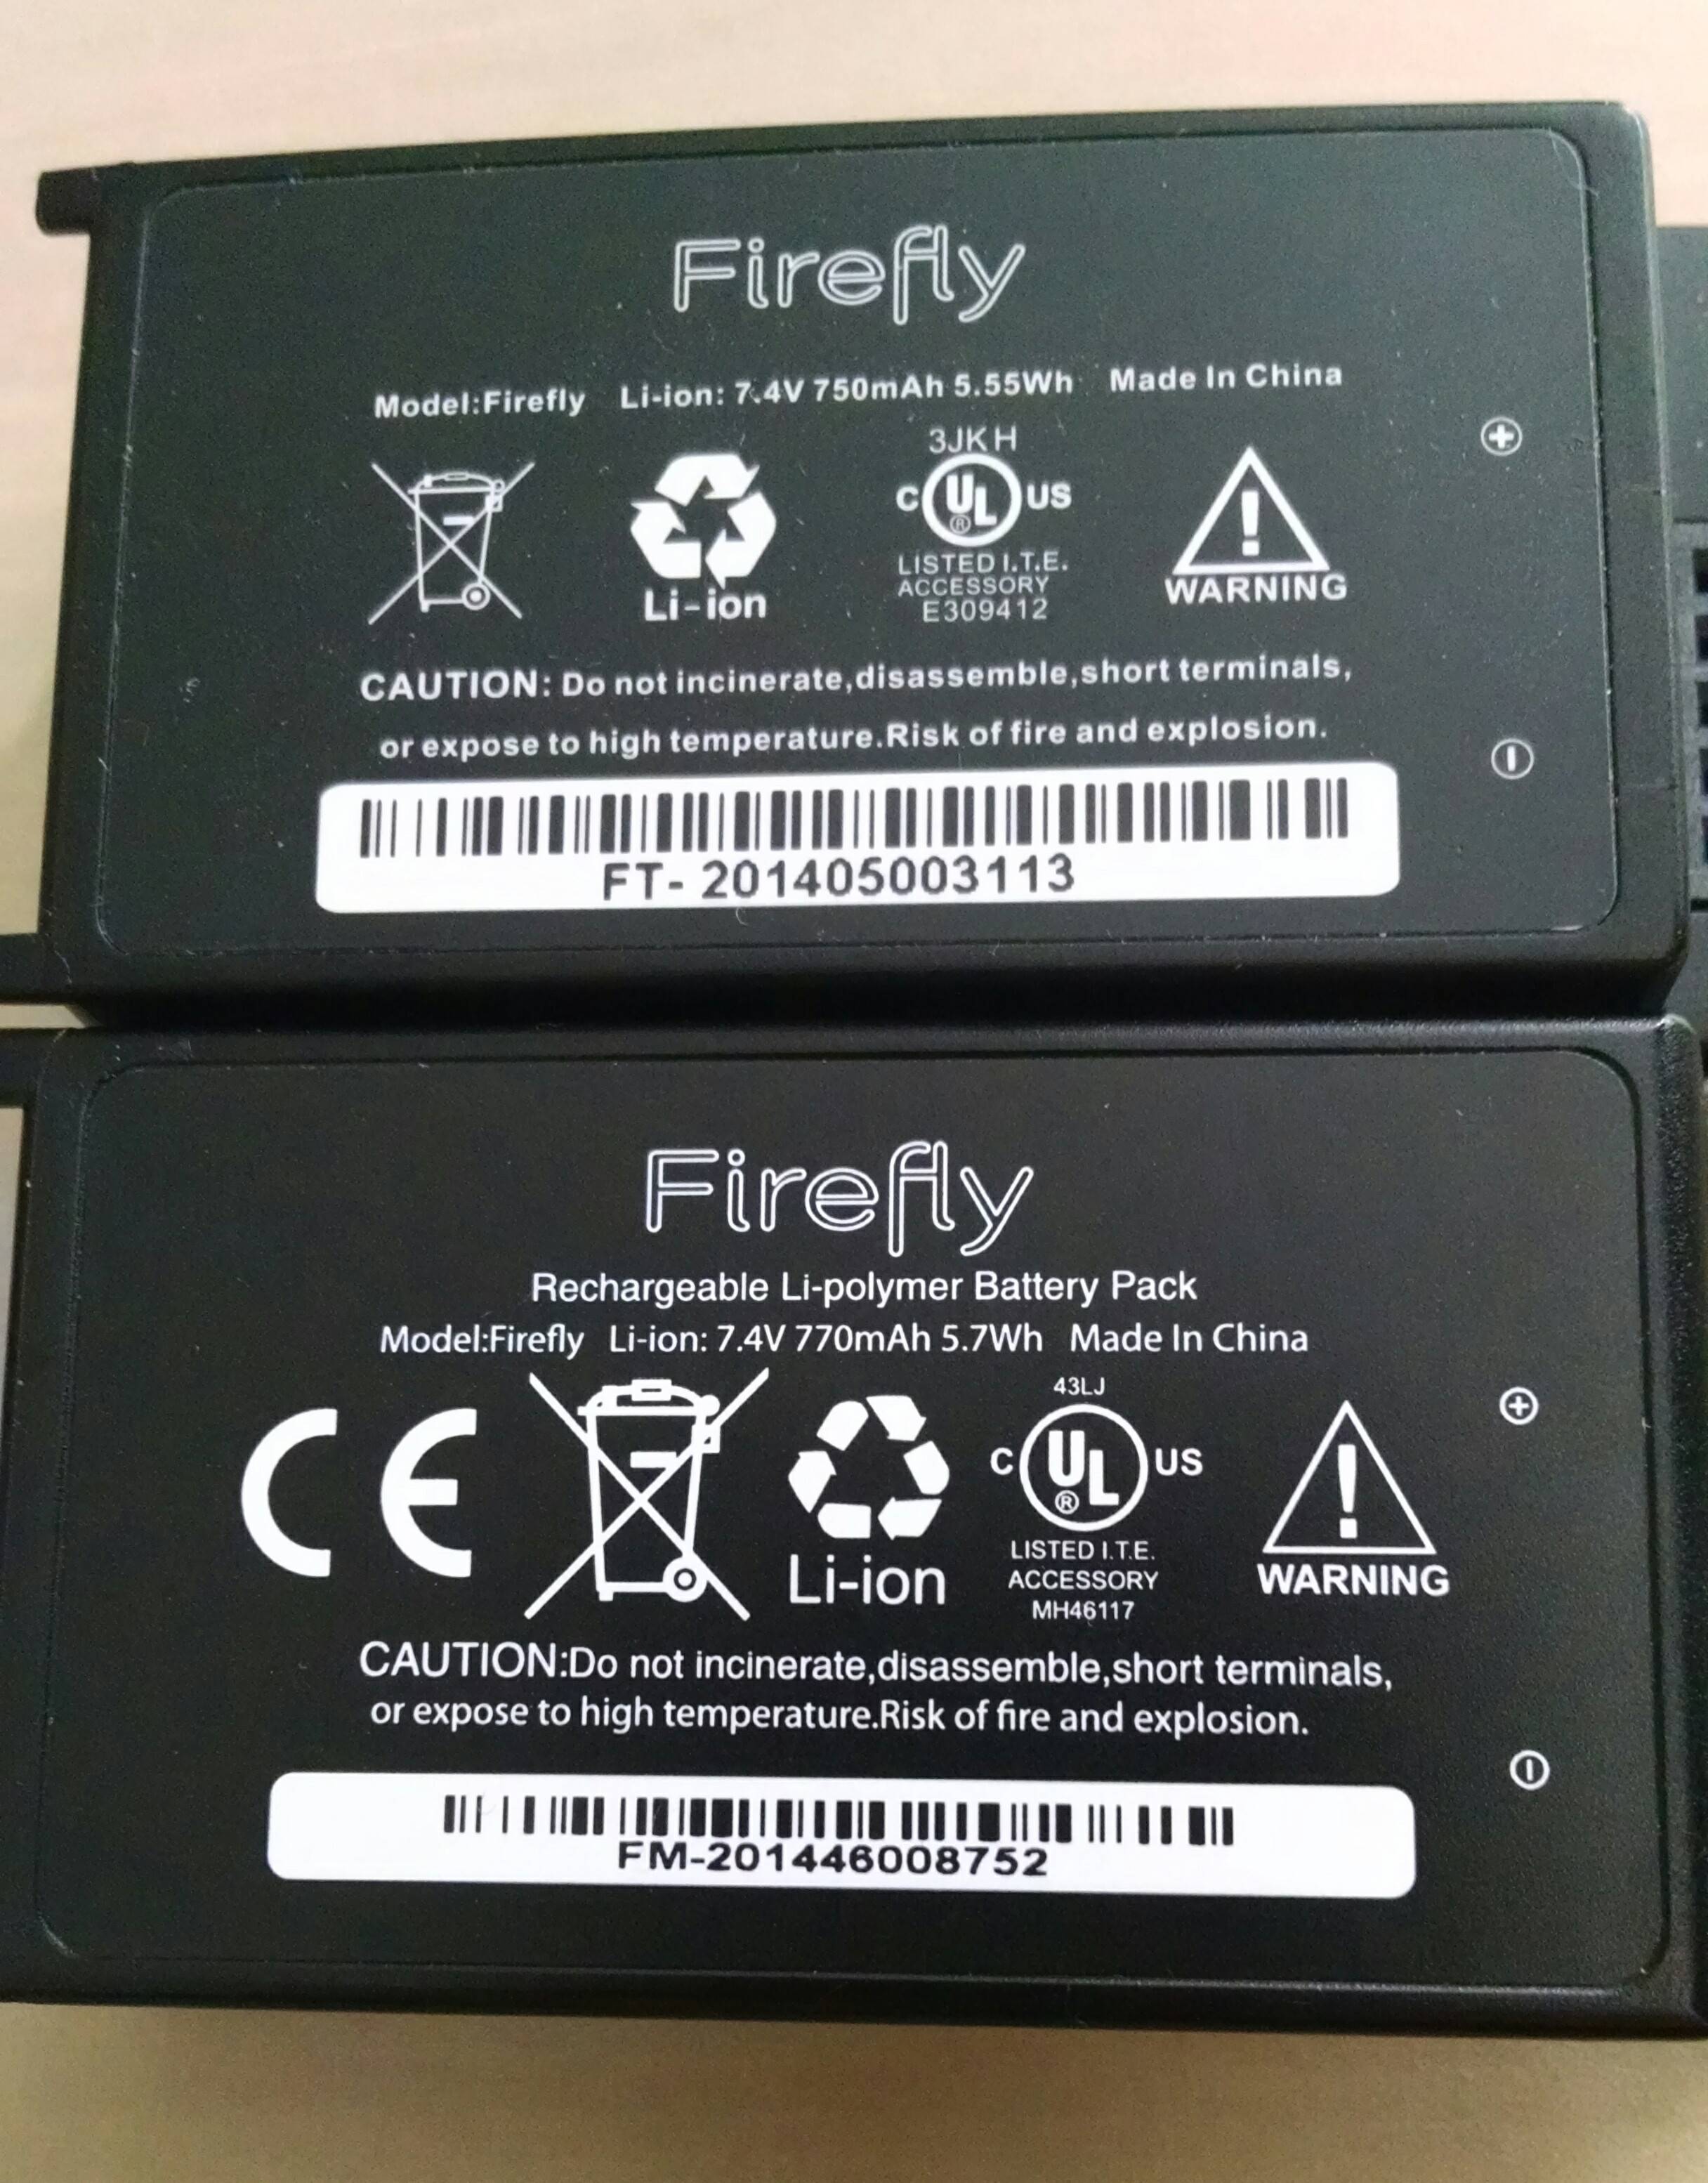 Firefly
Model:Firefly Li-ion: 7.4V 750mAh 5.55Wh Made In China
3JKH
C UL ® US
LISTED I.T.E.
ACCESSORY
E309412
Li-ion
WARNING
CAUTION: Do not incinerate,disassemble,short terminals,
or expose to high temperature.Risk of fire and explosion.
FT- 201405003113
Firefly
Rechargeable Li-polymer Battery Pack
Model:Firefly Li-ion: 7.4V 770mAh 5.7Wh Made In China
CE
Li-ion
43LJ
C UL ® US
LISTED I.T.E.
ACCESSORY
MH46117
WARNING
CAUTION:Do not incinerate,disassemble,short terminals,
or expose to high temperature.Risk of fire and explosion.
FM-201446008752